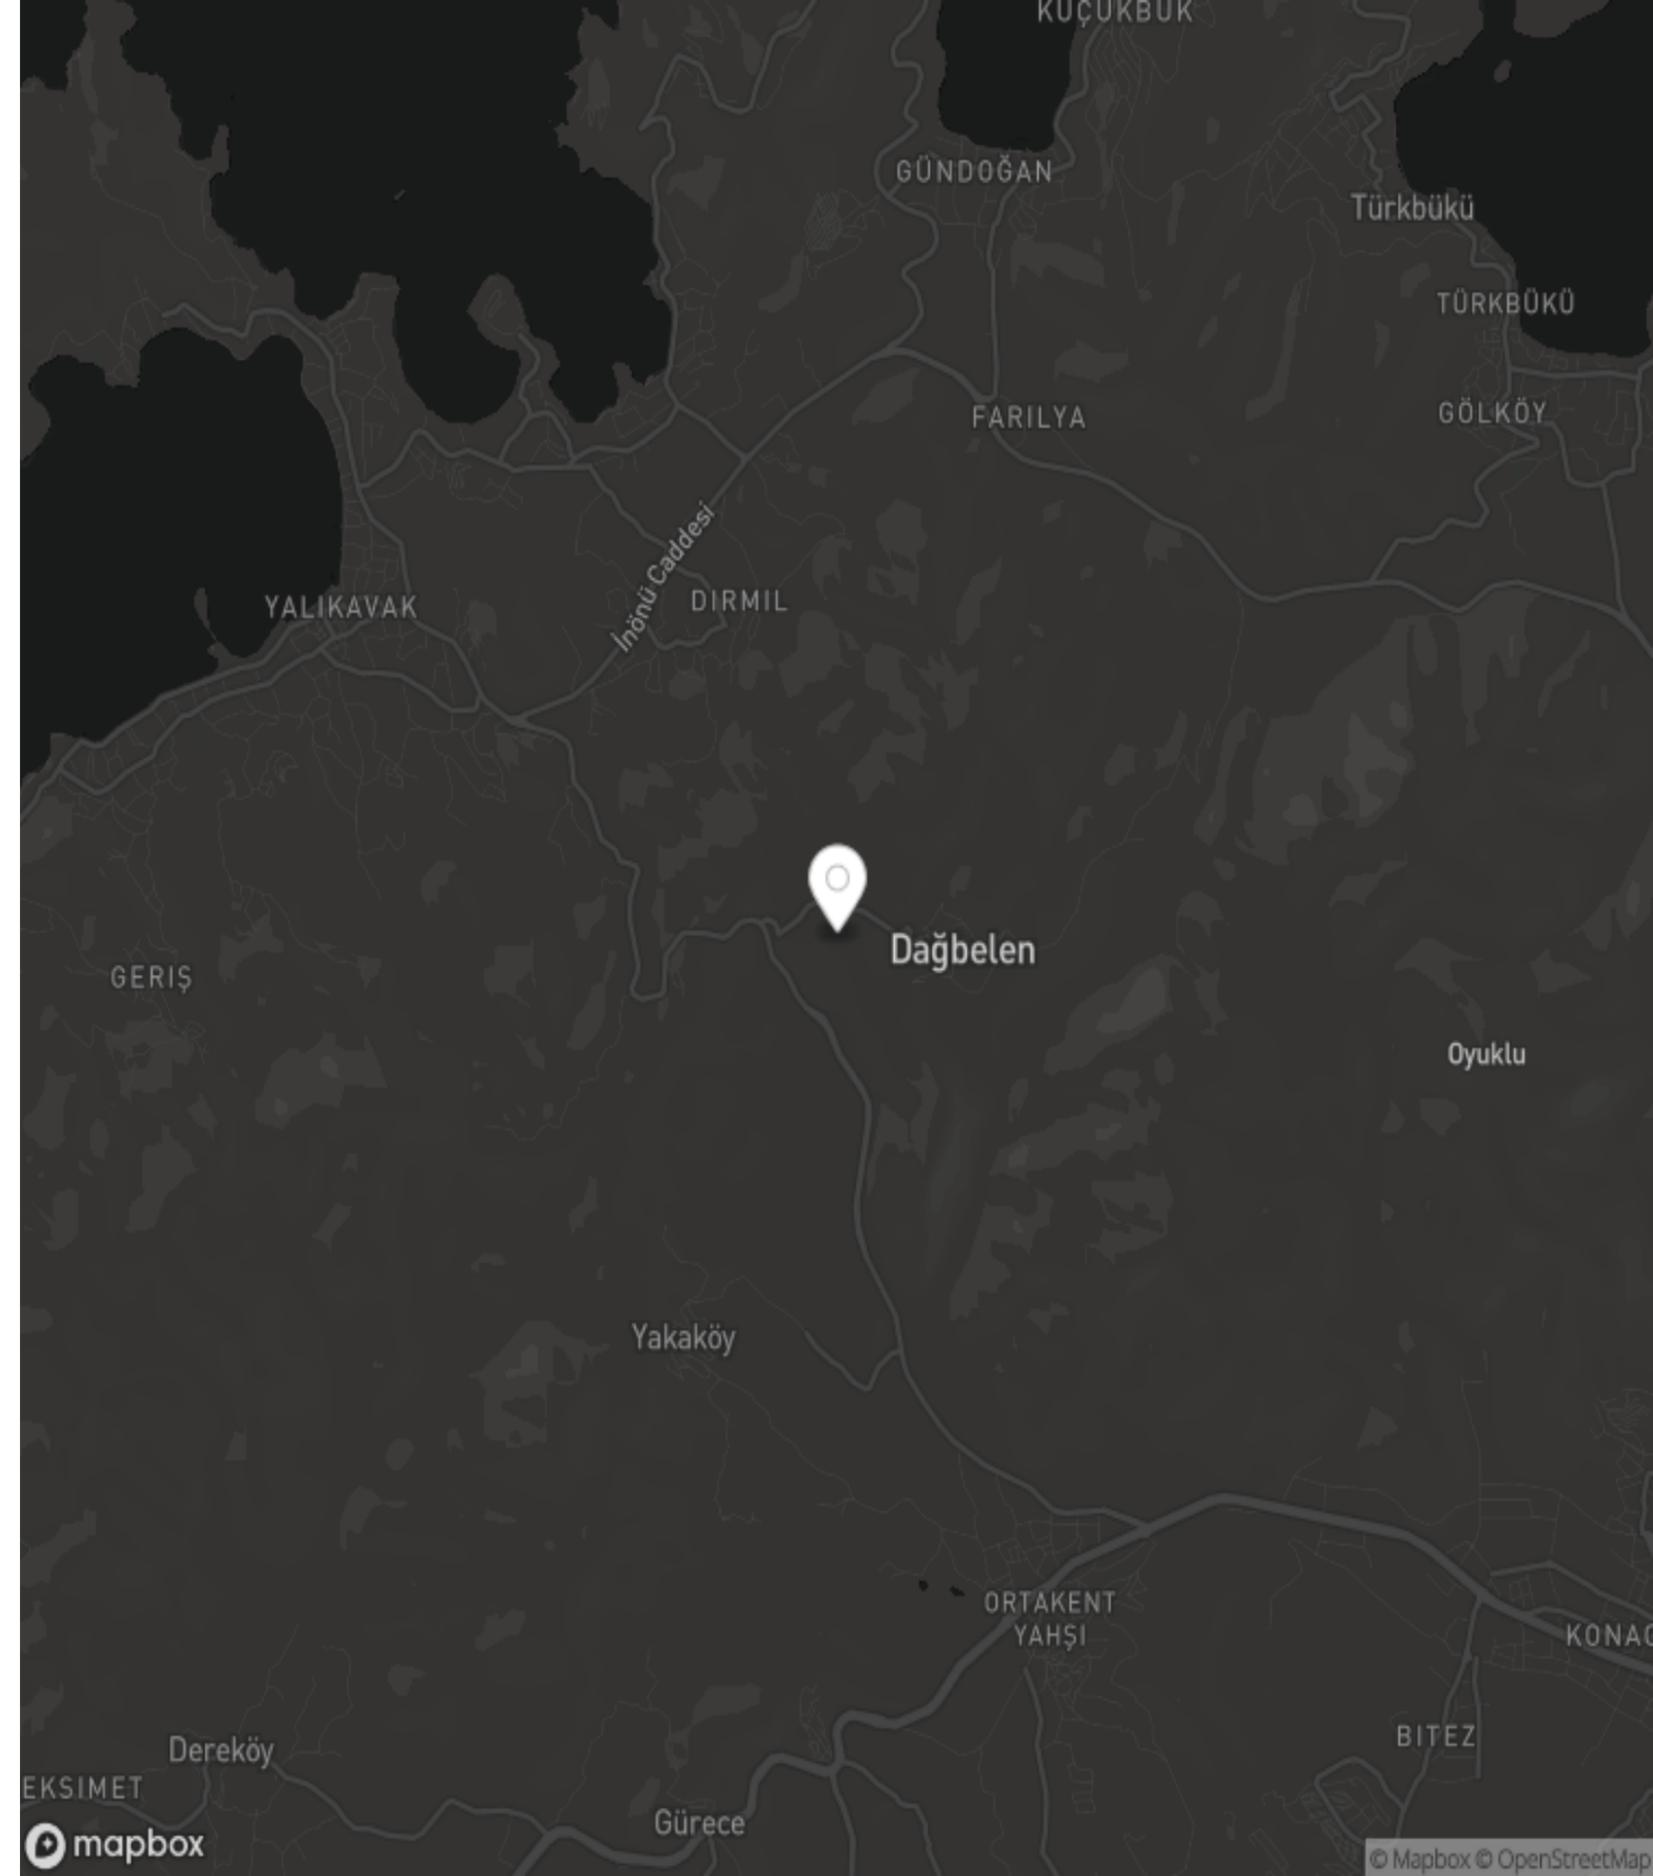 KÜÇÜKBÜK
GÜNDOĞAN
Türkbükü
TÜRKBÜKÜ
FARILYA
GÖLKÖY
İnönü Caddesi
DIRMIL
YALIKAVAK
Dağbelen
GERIŞ
Oyuklu
Yakaköy
ORTAKENT
YAHŞI
KONAC
BITEZ
Dereköy
EKSIMET
Gürece
mapbox
© Mapbox © OpenStreetMap